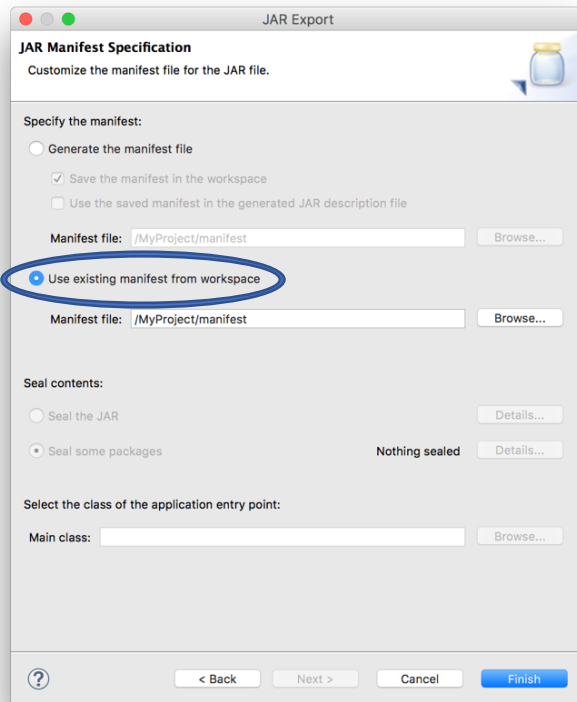 JAR Export
JAR Manifest Specification
Customize the manifest file for the JAR file.
Specify the manifest:
Generate the manifest file
Save the manifest in the workspace
Use the saved manifest in the generated JAR description file
Manifest file: /MyProject/manifest Browse...
Use existing manifest from workspace
Manifest file: /MyProject/manifest Browse...
Seal contents:
Seal the JAR Details...
Seal some packages Nothing sealed Details...
Select the class of the application entry point:
Main class: Browse...
? < Back Next > Cancel Finish